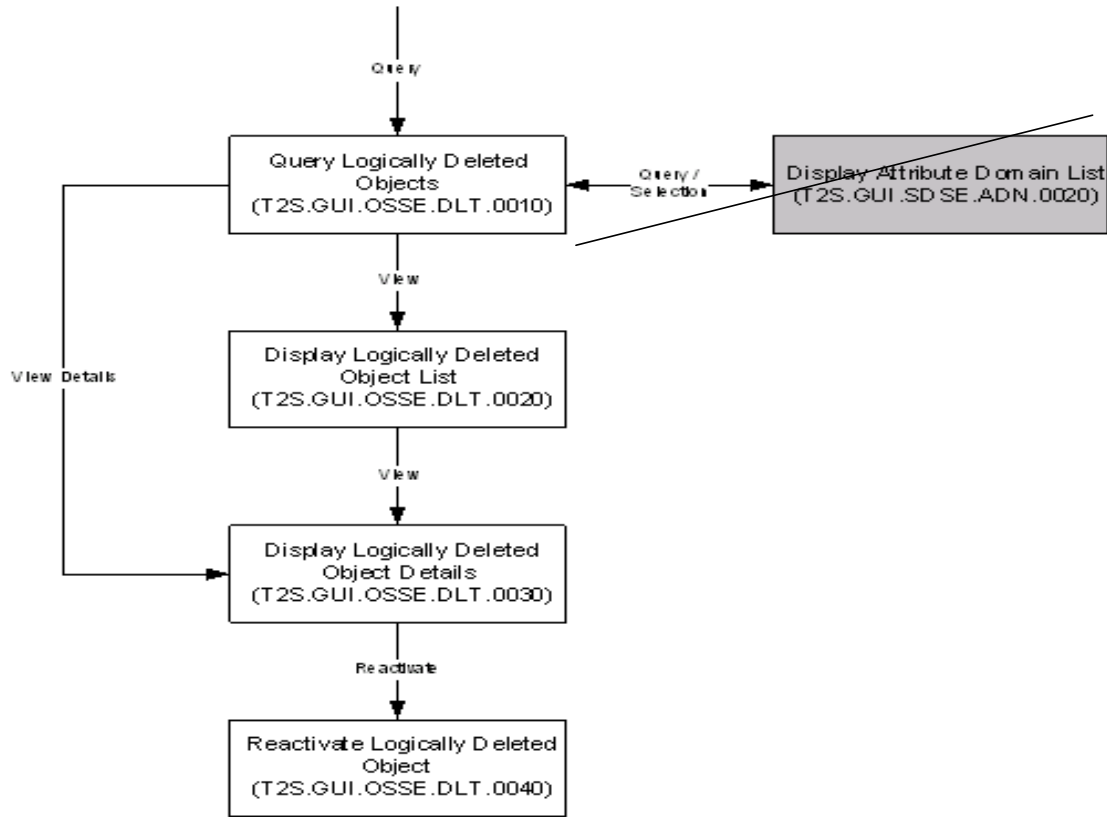 Query
Query Logically Deleted
Objects
(T2S.GUI.OSSE.DLT.0010)
Query /
Selection
Display Attribute Domain List
(T2S.GUI.SDSE.ADN.0020)
View
Display Logically Deleted
Object List
(T2S.GUI.OSSE.DLT.0020)
View Details
View
Display Logically Deleted
Object Details
(T2S.GUI.OSSE.DLT.0030)
Reactivate
Reactivate Logically Deleted
Object
(T2S.GUI.OSSE.DLT.0040)